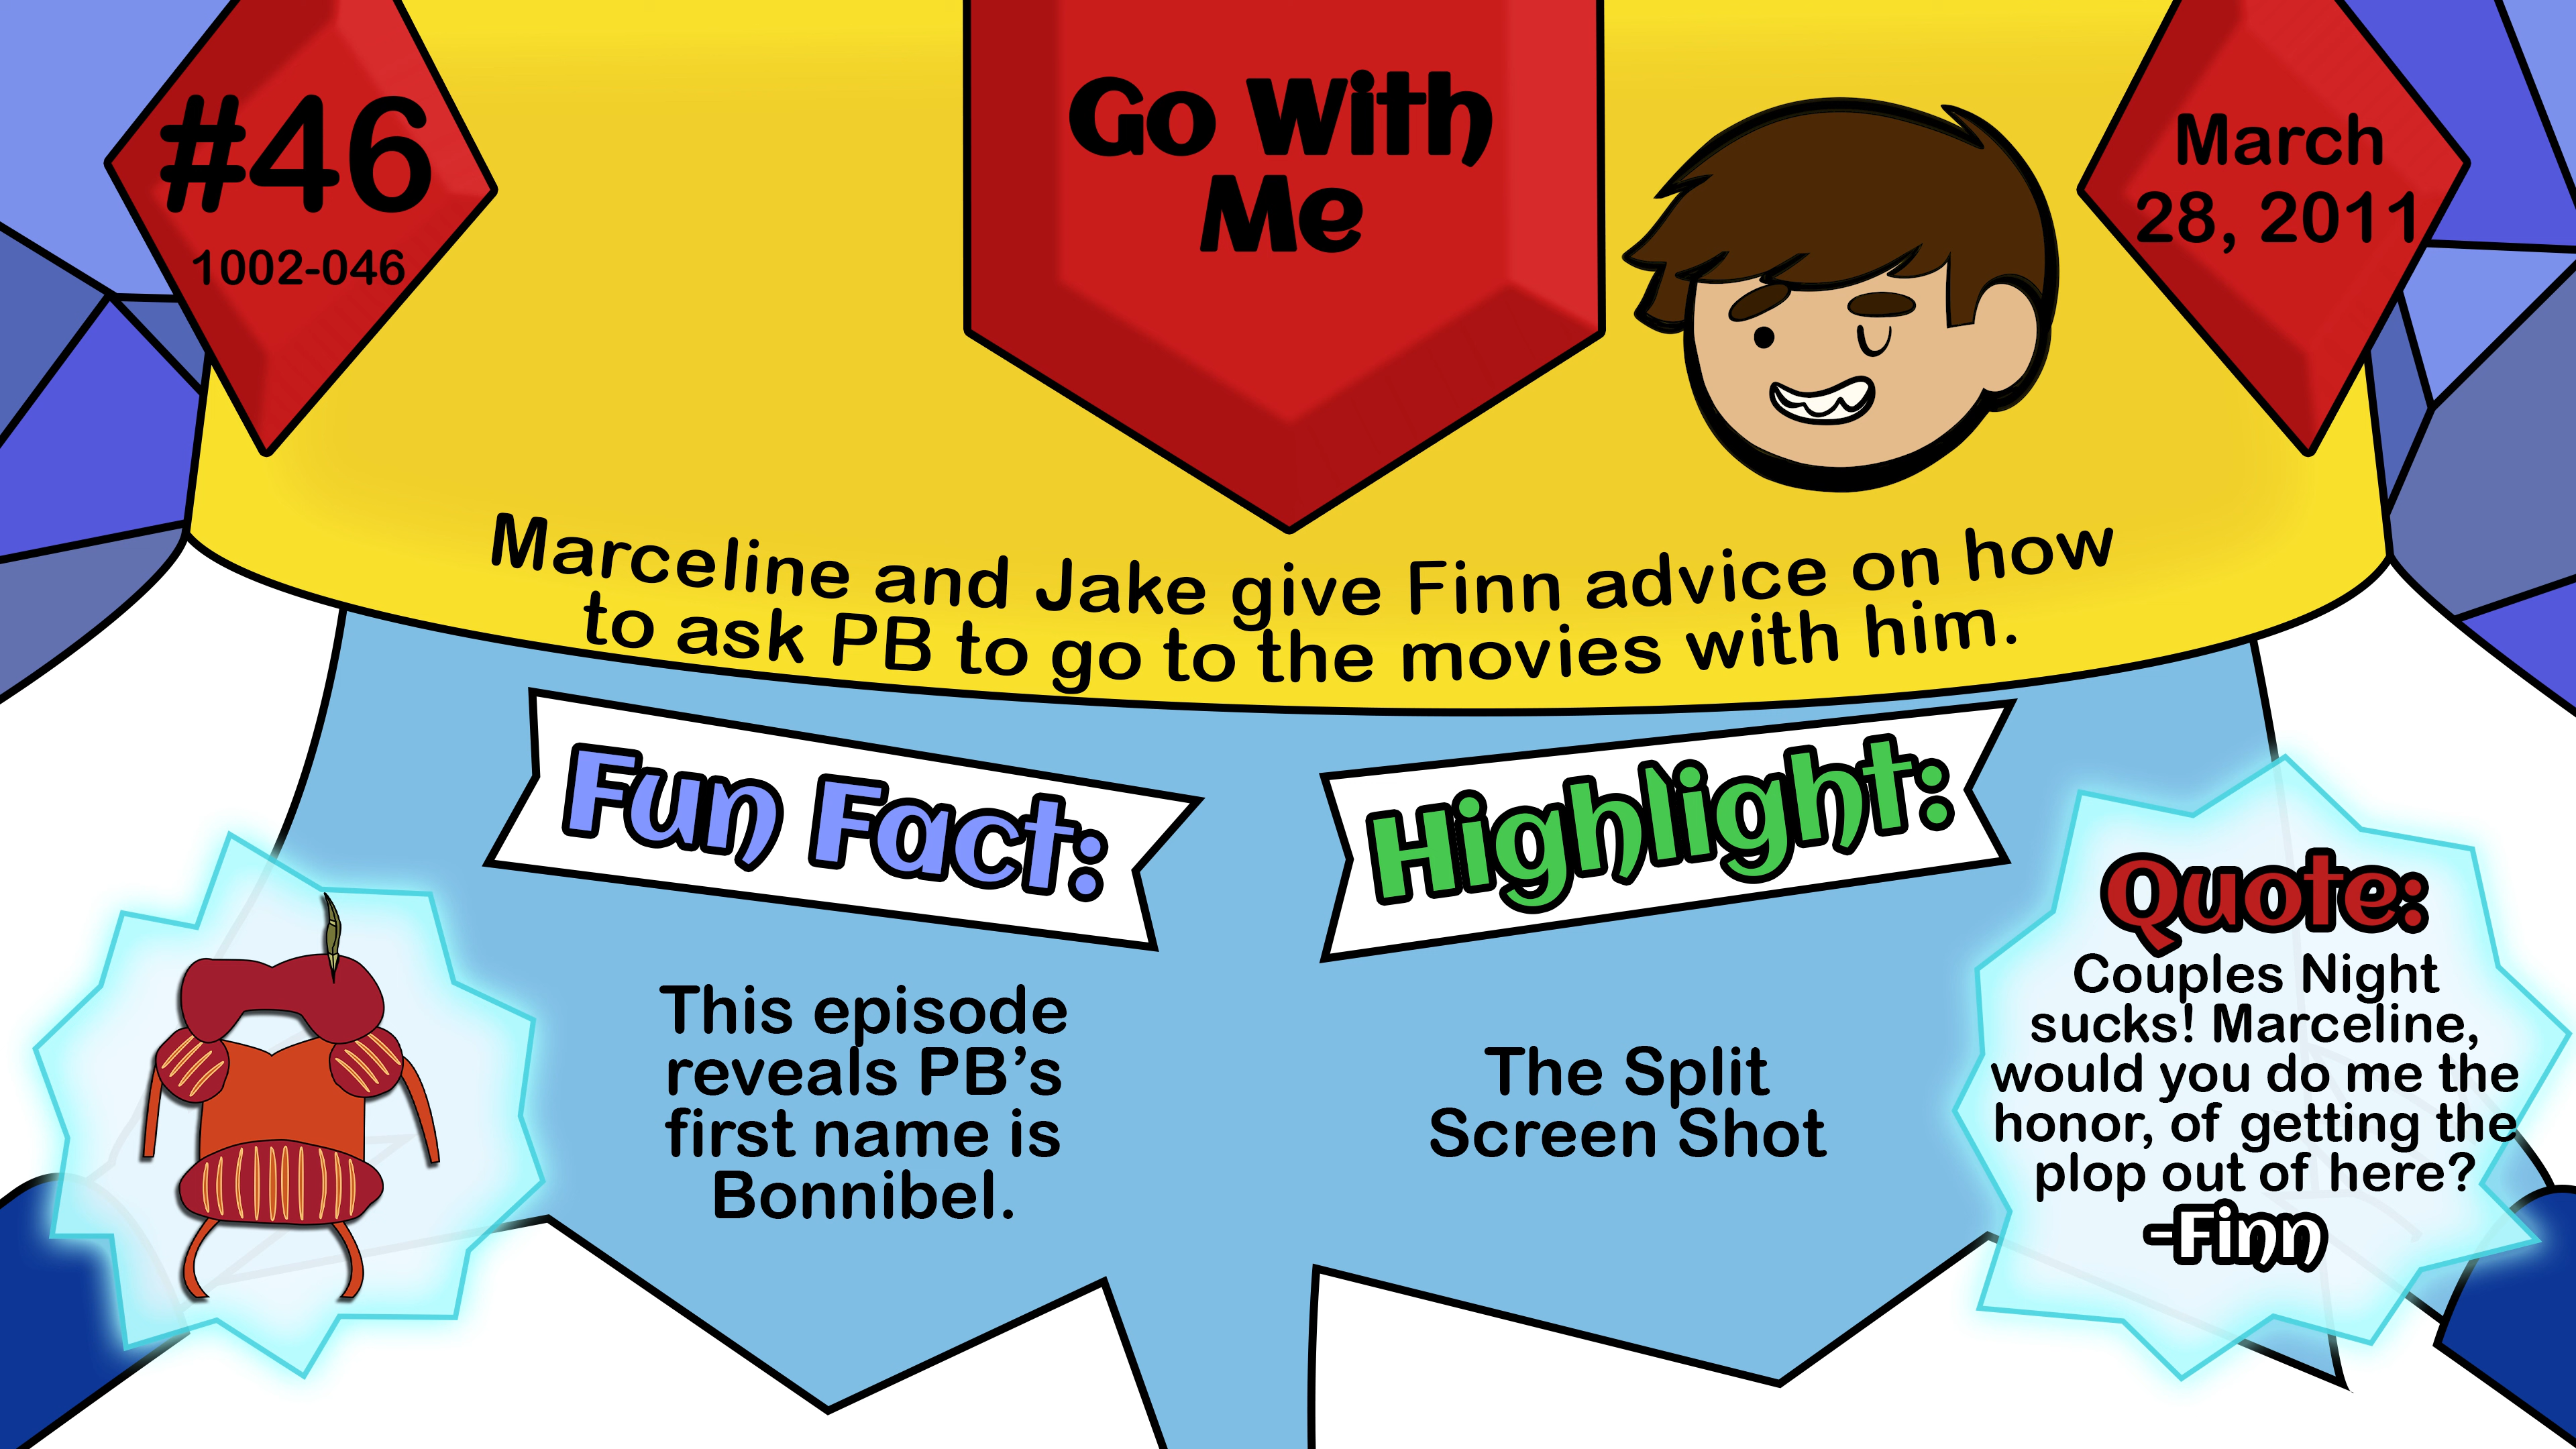 #46
1002-046
Go With
Me
March
28, 2011
Marceline and Jake give Finn advice on how
to ask PB to go to the movies with him.
Fun Fact:
This episode
reveals PB’s
first name is
Bonnibel.
Highlight:
The Split
Screen Shot
Quote:
Couples Night
sucks! Marceline,
would you do me the
honor, of getting the
plop out of here?
-Finn